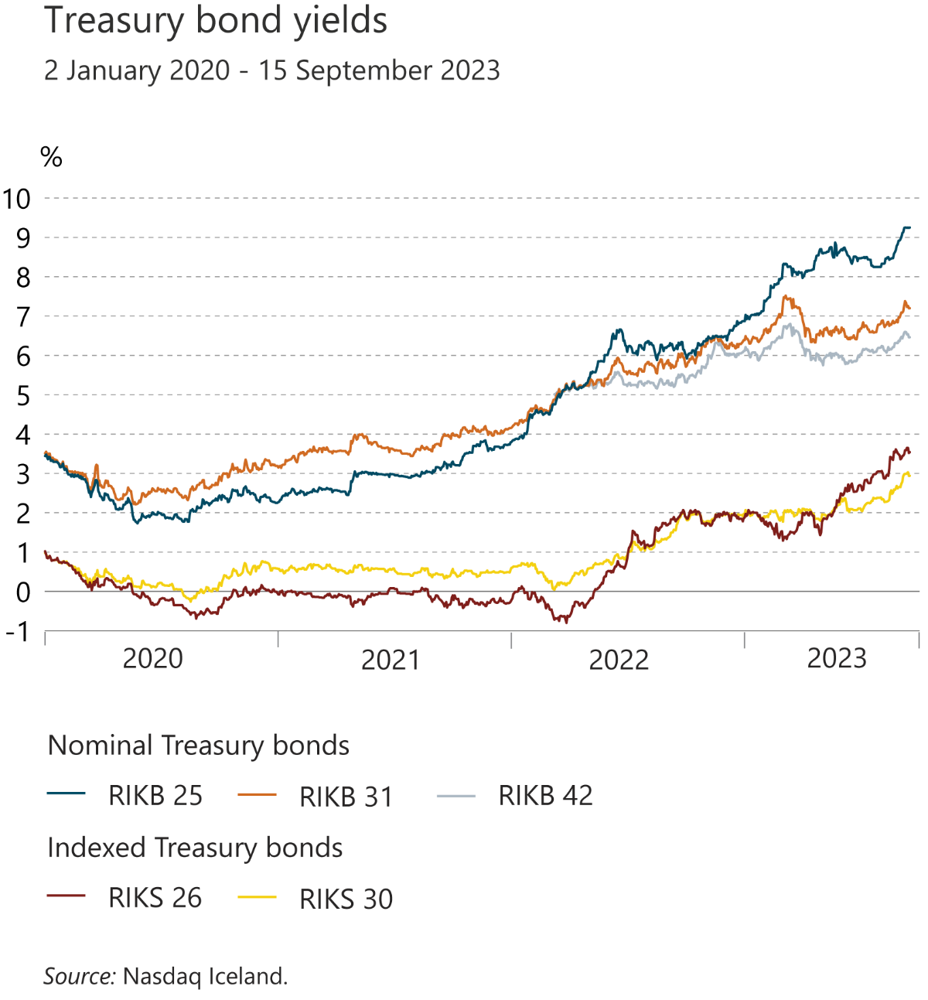 Treasury bond yields
2 January 2020 - 15 September 2023
%
10
9
8
7
6
5
4
3
2
1
0
-1
2020 2021 2022 2023
Nominal Treasury bonds
RIKB 25 RIKB 31 RIKB 42
Indexed Treasury bonds
RIKS 26 RIKS 30
Source: Nasdaq Iceland.